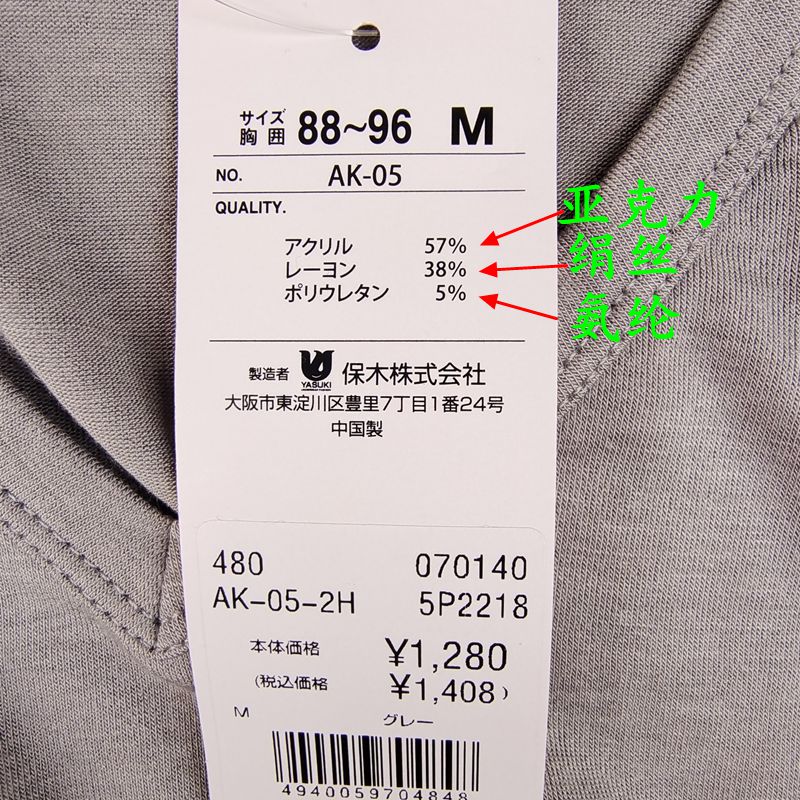 サイズ
胸囲 88~96 M
NO. AK-05
QUALITY.
アクリル 57% 亚克力
レーヨン 38% 绢丝
ポリウレタン 5% 氨纶
製造者 YASUKI 保木株式会社
大阪市東淀川区豊里7丁目1番24号
中国製
480 070140
AK-05-2H 5P2218
本体価格 ¥1,280
(税込価格 ¥1,408)
M グレー
4940059704848